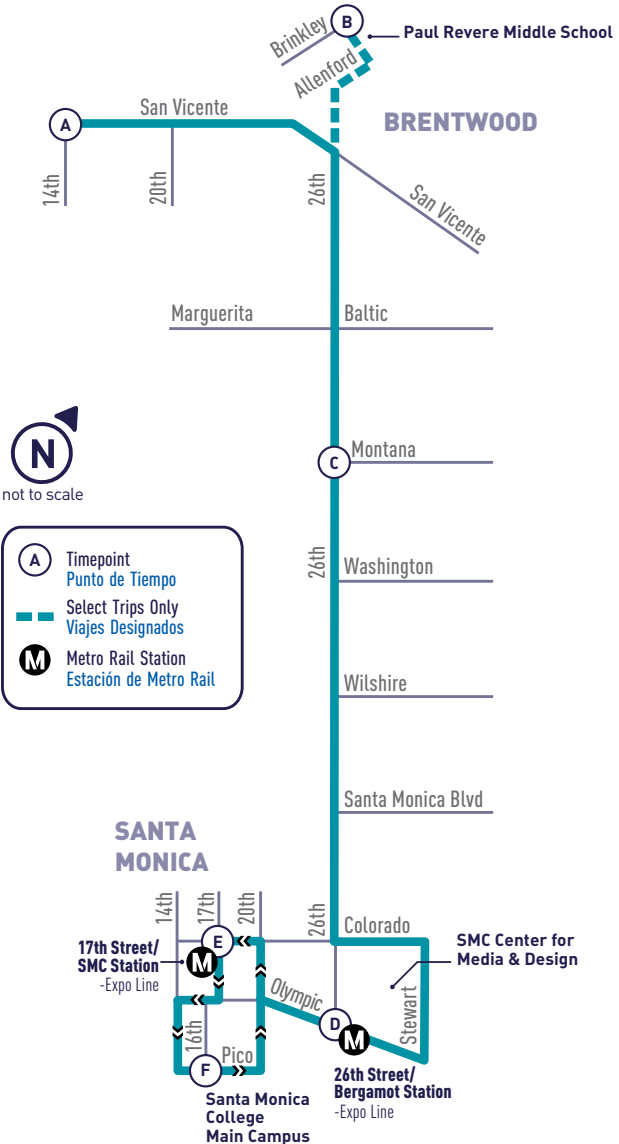 B
Brinkley
Paul Revere Middle School
Allenford
BRENTWOOD
San Vicente
A
14th
20th
26th
San Vicente
Marguerita
Baltic
N
not to scale
C
Montana
A
Timepoint
Punto de Tiempo
Select Trips Only
Viajes Designados
M
Metro Rail Station
Estación de Metro Rail
26th
Washington
Wilshire
Santa Monica Blvd
SANTA
MONICA
14th
17th
20th
26th
Colorado
E
17th Street/
SMC Station
-Expo Line
M
SMC Center for
Media & Design
Olympic
Stewart
D
M
16th
Pico
F
26th Street/
Bergamot Station
-Expo Line
Santa Monica
College
Main Campus